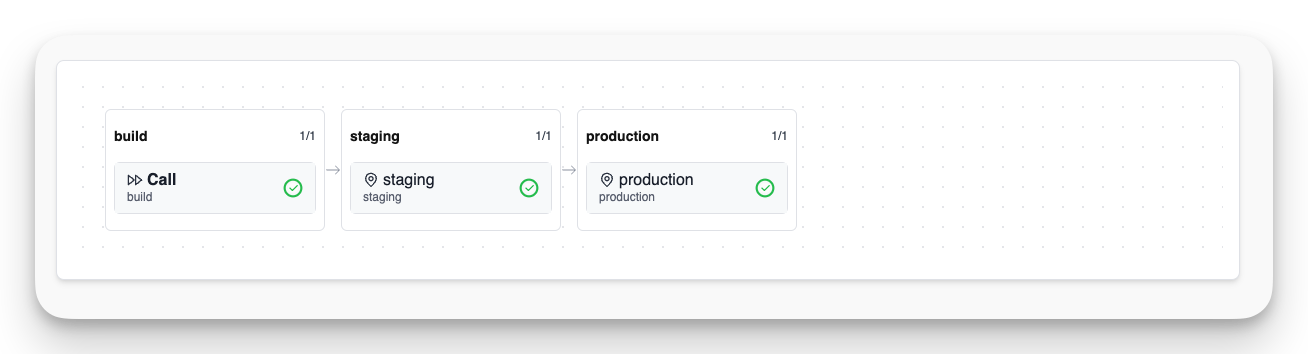 build 1/1
Call
build
staging 1/1
staging
staging
production 1/1
production
production